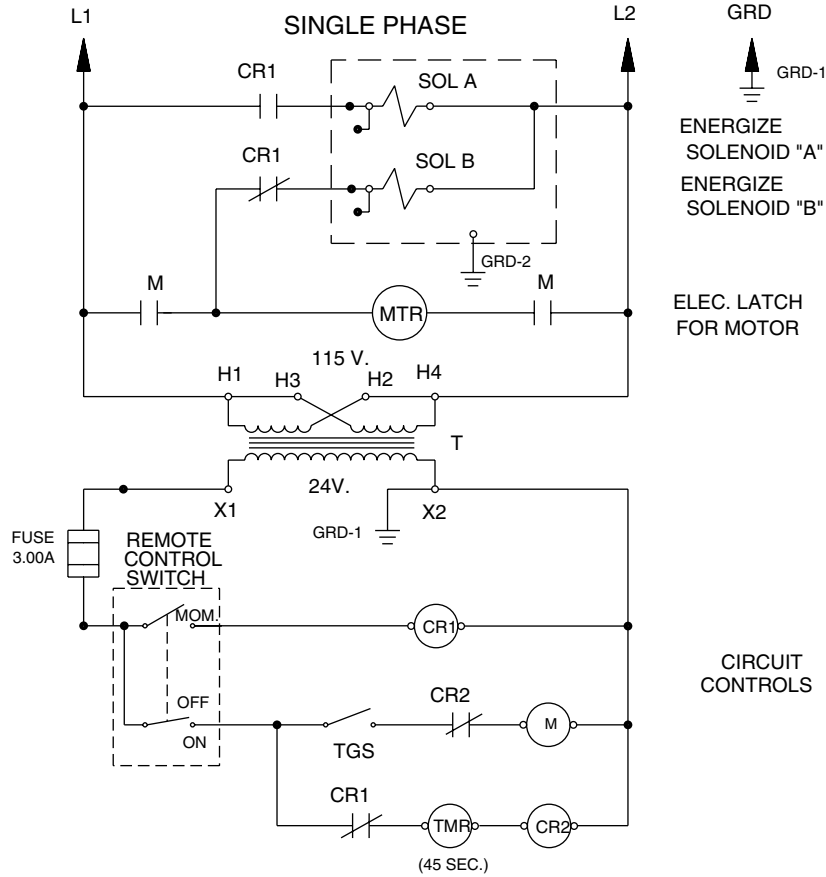 L1
SINGLE PHASE
L2
GRD
CR1
SOL A
GRD-1
ENERGIZE
SOLENOID "A"
CR1
SOL B
ENERGIZE
SOLENOID "B"
GRD-2
M
MTR
M
ELEC. LATCH
FOR MOTOR
115 V.
H1
H3
H2
H4
T
24V.
X1
GRD-1
X2
FUSE
3.00A
REMOTE
CONTROL
SWITCH
MOM.
CR1
CIRCUIT
CONTROLS
OFF
ON
TGS
CR2
M
CR1
TMR
CR2
(45 SEC.)